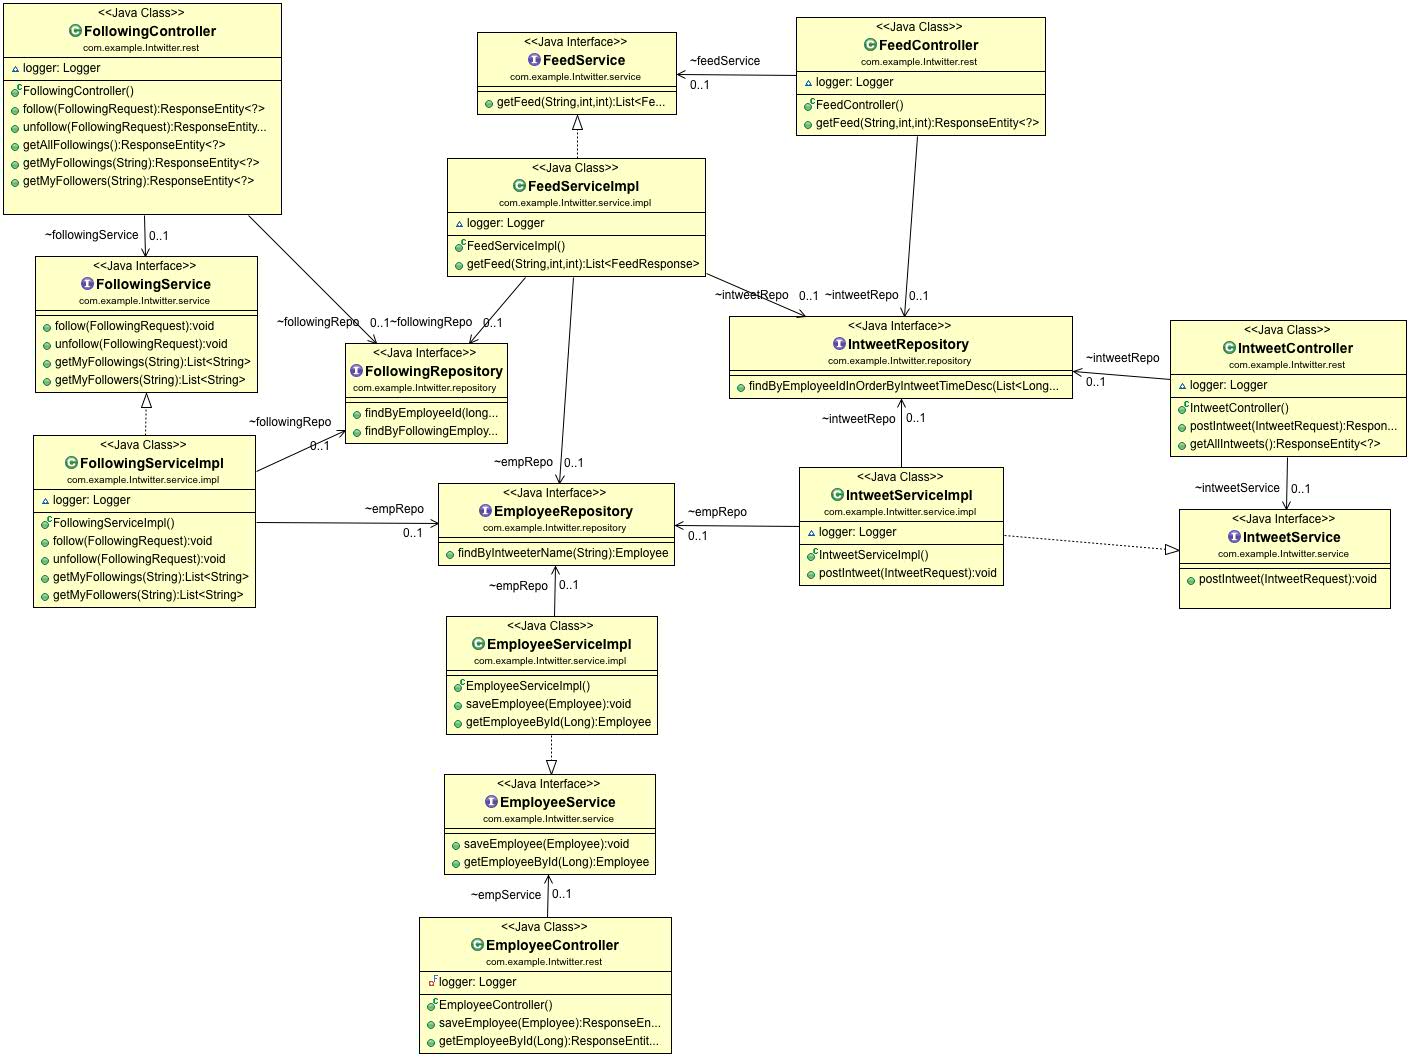 <<Java Class>>
FollowingController
com.example.Intwitter.rest
logger: Logger
FollowingController()
follow(FollowingRequest):ResponseEntity<?>
unfollow(FollowingRequest):ResponseEntity...
getAllFollowings():ResponseEntity<?>
getMyFollowings(String):ResponseEntity<?>
getMyFollowers(String):ResponseEntity<?>
<<Java Interface>>
FeedService
com.example.Intwitter.service
getFeed(String,int,int):List<Fe...
~feedService
0..1
<<Java Class>>
FeedController
com.example.Intwitter.rest
logger: Logger
FeedController()
getFeed(String,int,int):ResponseEntity<?>
<<Java Class>>
FeedServiceImpl
com.example.Intwitter.service.impl
logger: Logger
FeedServiceImpl()
getFeed(String,int,int):List<FeedResponse>
~followingService
0..1
<<Java Interface>>
FollowingService
com.example.Intwitter.service
follow(FollowingRequest):void
unfollow(FollowingRequest):void
getMyFollowings(String):List<String>
getMyFollowers(String):List<String>
~followingRepo
0..1
~followingRepo
0..1
~intweetRepo
0..1
~intweetRepo
0..1
<<Java Interface>>
FollowingRepository
com.example.Intwitter.repository
findByEmployeeId(long...
findByFollowingEmploy...
<<Java Interface>>
IntweetRepository
com.example.Intwitter.repository
findByEmployeeIdInOrderByIntweetTimeDesc(List<Long...
~intweetRepo
0..1
<<Java Class>>
IntweetController
com.example.Intwitter.rest
logger: Logger
IntweetController()
postIntweet(IntweetRequest):Respon...
getAllIntweets():ResponseEntity<?>
~followingRepo
0..1
~intweetRepo
0..1
<<Java Class>>
FollowingServiceImpl
com.example.Intwitter.service.impl
logger: Logger
FollowingServiceImpl()
follow(FollowingRequest):void
unfollow(FollowingRequest):void
getMyFollowings(String):List<String>
getMyFollowers(String):List<String>
~empRepo
0..1
~empRepo
0..1
<<Java Interface>>
EmployeeRepository
com.example.Intwitter.repository
findByIntweeterName(String):Employee
~empRepo
0..1
<<Java Class>>
IntweetServiceImpl
com.example.Intwitter.service.impl
logger: Logger
IntweetServiceImpl()
postIntweet(IntweetRequest):void
~intweetService
0..1
<<Java Interface>>
IntweetService
com.example.Intwitter.service
postIntweet(IntweetRequest):void
~empRepo
0..1
<<Java Class>>
EmployeeServiceImpl
com.example.Intwitter.service.impl
EmployeeServiceImpl()
saveEmployee(Employee):void
getEmployeeById(Long):Employee
<<Java Interface>>
EmployeeService
com.example.Intwitter.service
saveEmployee(Employee):void
getEmployeeById(Long):Employee
~empService
0..1
<<Java Class>>
EmployeeController
com.example.Intwitter.rest
logger: Logger
EmployeeController()
saveEmployee(Employee):ResponseEn...
getEmployeeById(Long):ResponseEntit...